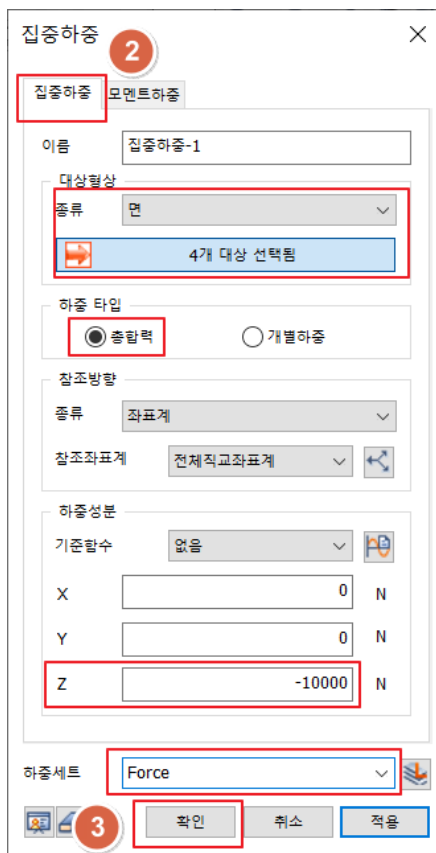 집중하중
2
집중하중 모멘트하중
이름 집중하중-1
대상형상
종류 면
4개 대상 선택됨
하중 타입
총합력 개별하중
참조방향
종류 좌표계
참조좌표계 전체직교좌표계
하중성분
기준함수 없음
X 0 N
Y 0 N
Z -10000 N
하중세트 Force
3 확인 취소 적용